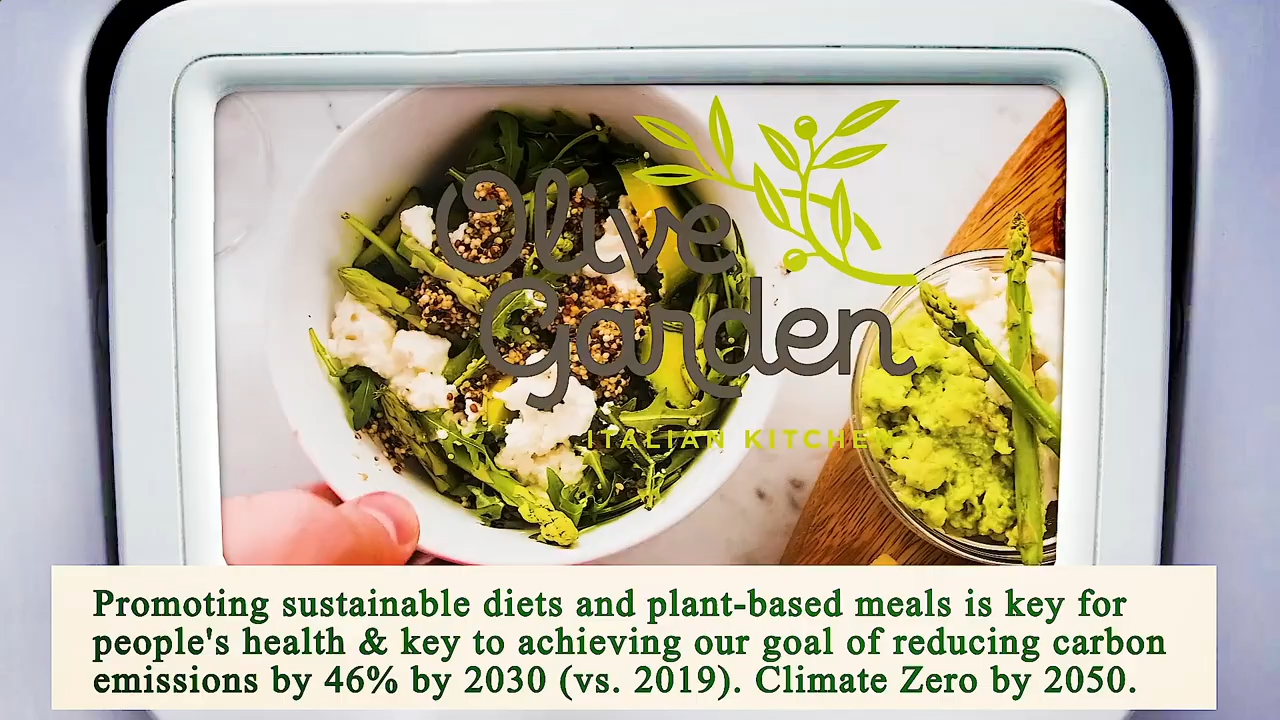 Olive
Garden
ITALIAN KITCHEN
Promoting sustainable diets and plant-based meals is key for
people's health & key to achieving our goal of reducing carbon
emissions by 46% by 2030 (vs. 2019). Climate Zero by 2050.